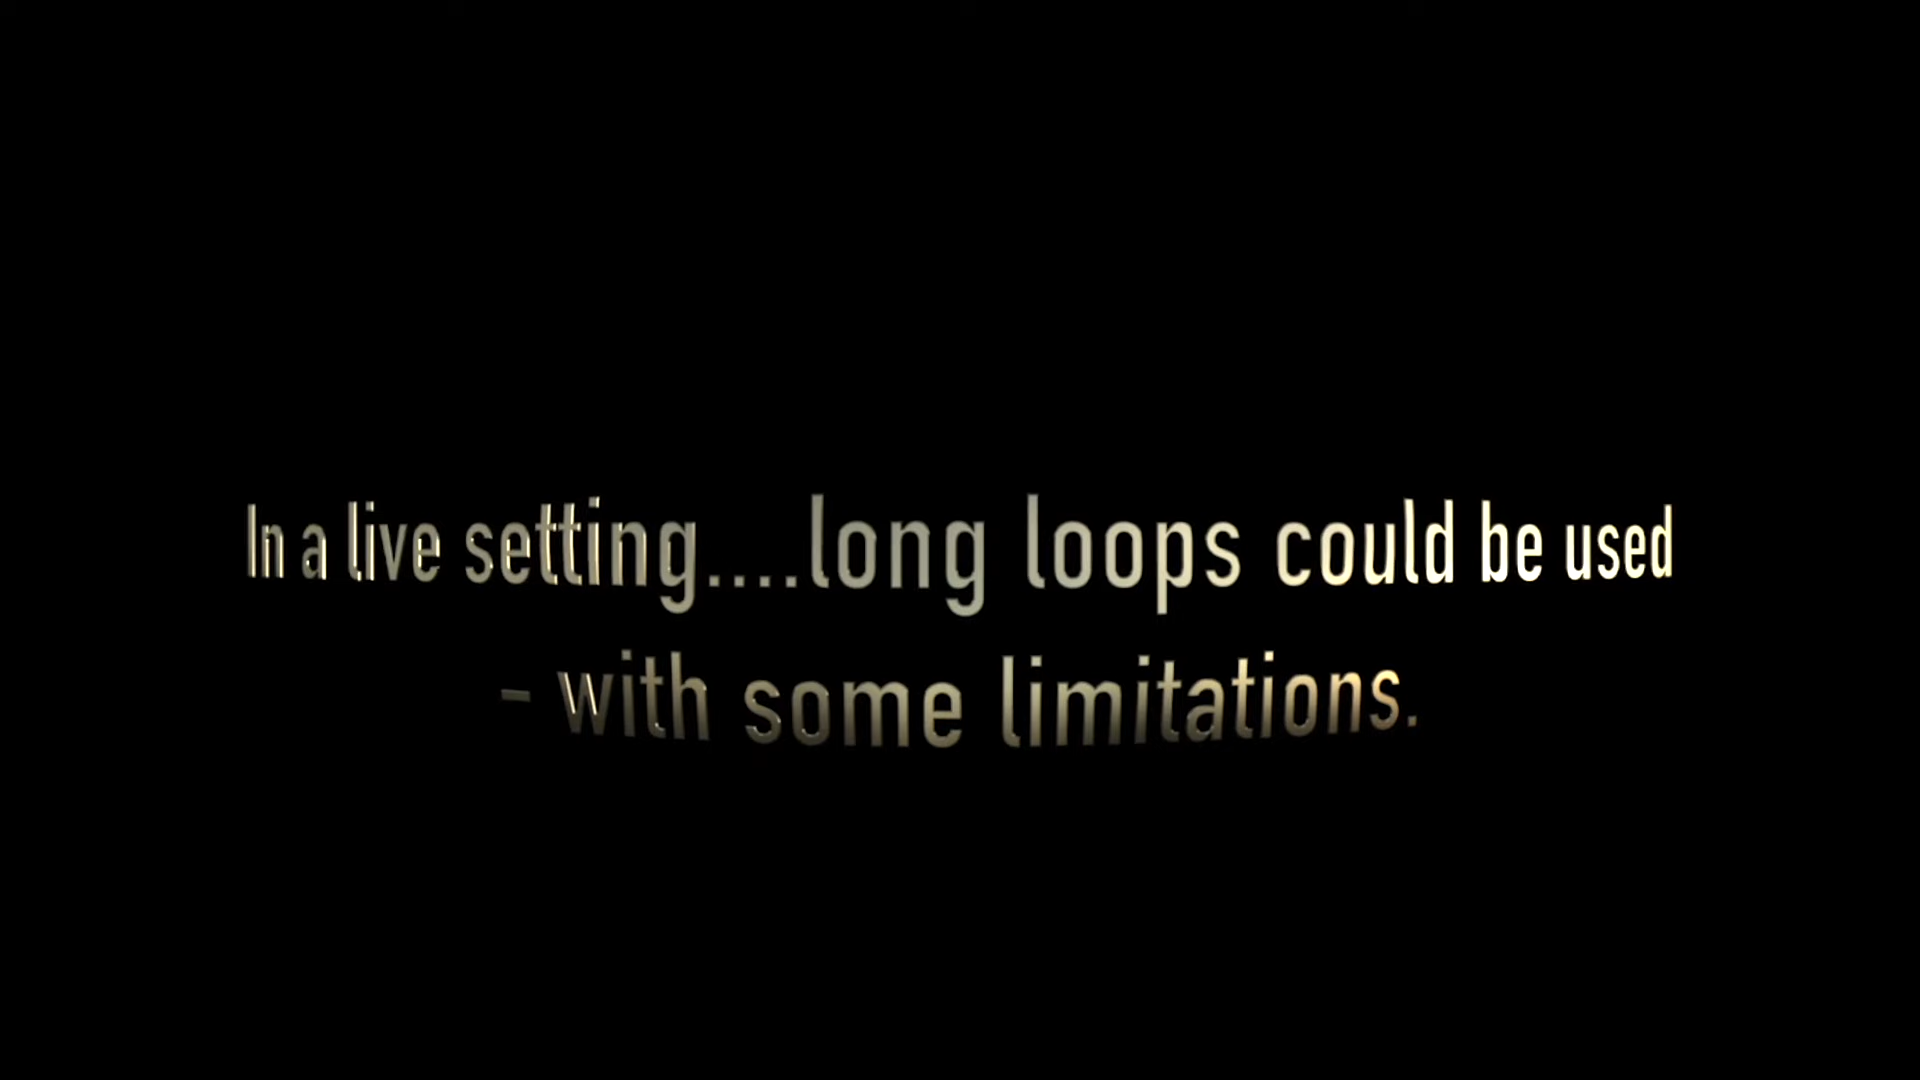 In a live setting....long loops could be used
- with some limitations.